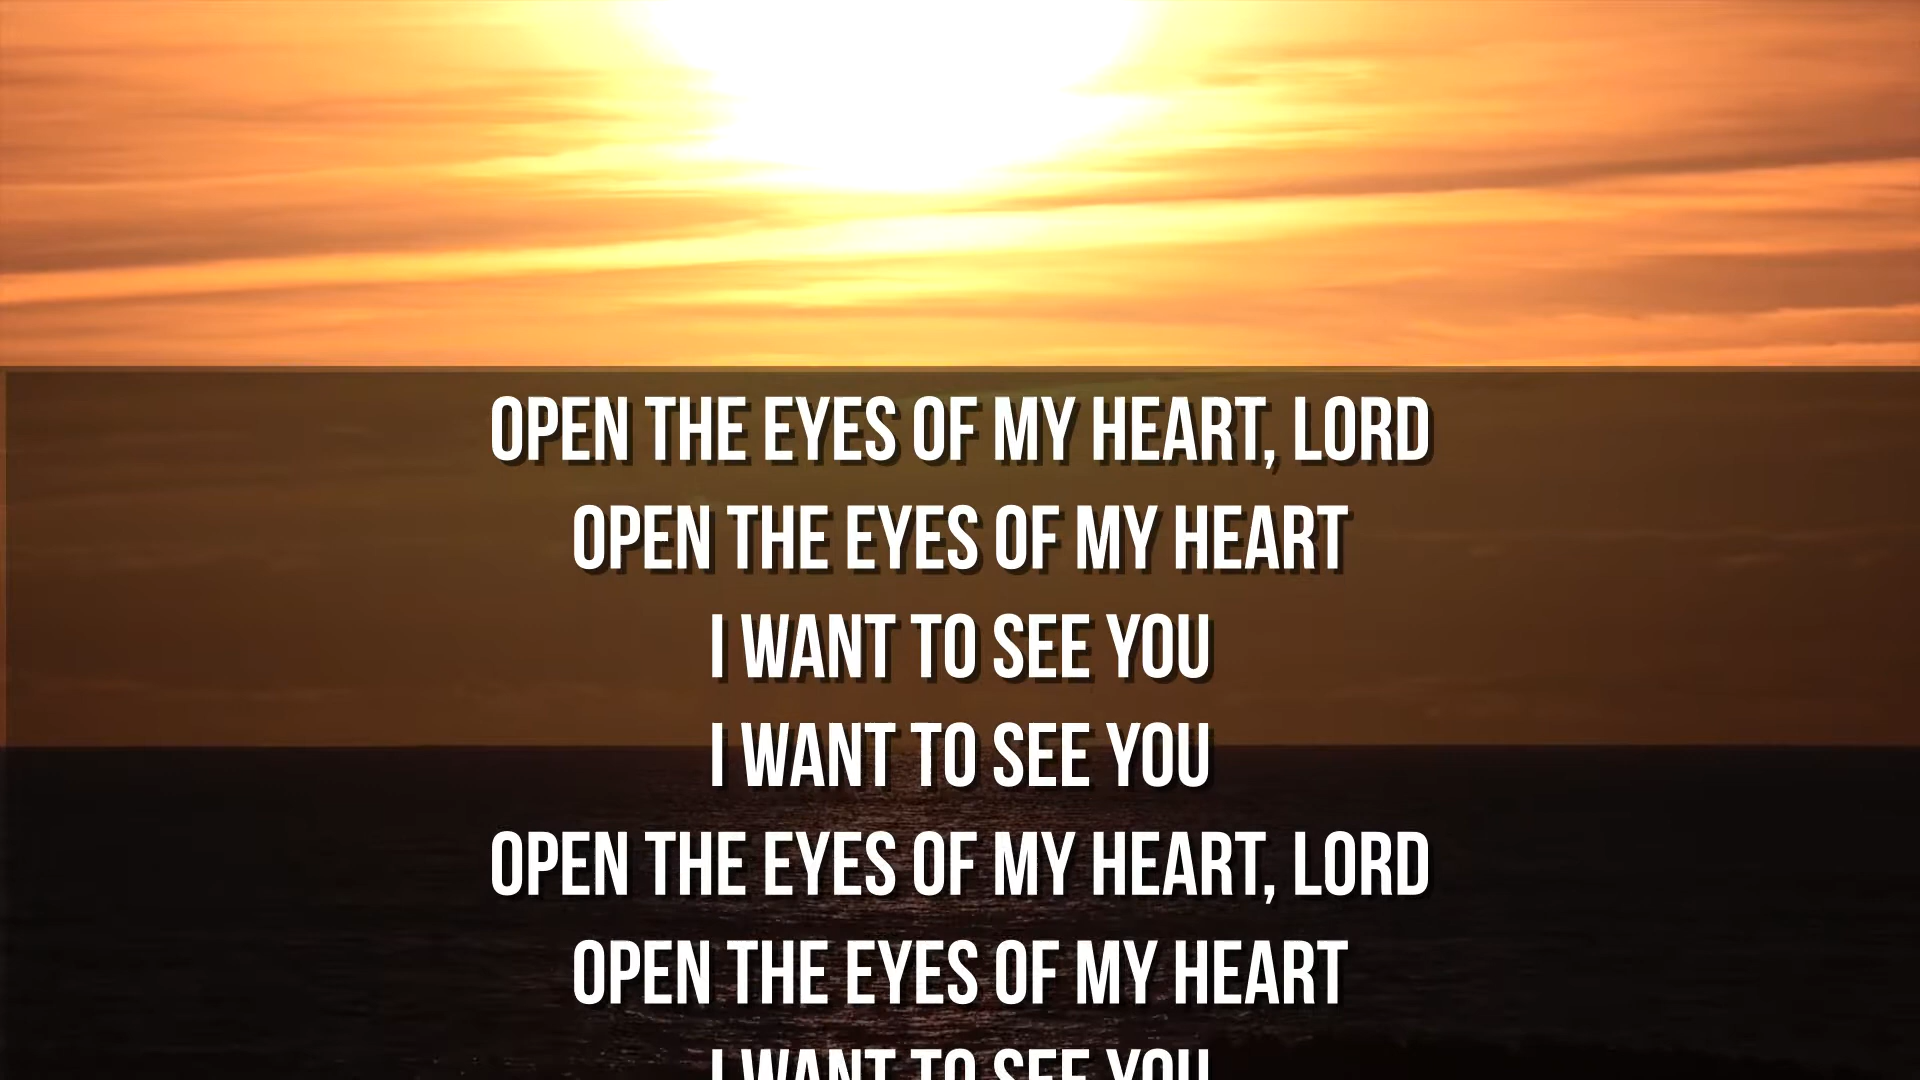 OPEN THE EYES OF MY HEART, LORD
OPEN THE EYES OF MY HEART
I WANT TO SEE YOU
I WANT TO SEE YOU
OPEN THE EYES OF MY HEART, LORD
OPEN THE EYES OF MY HEART
I WANT TO SEE YOU